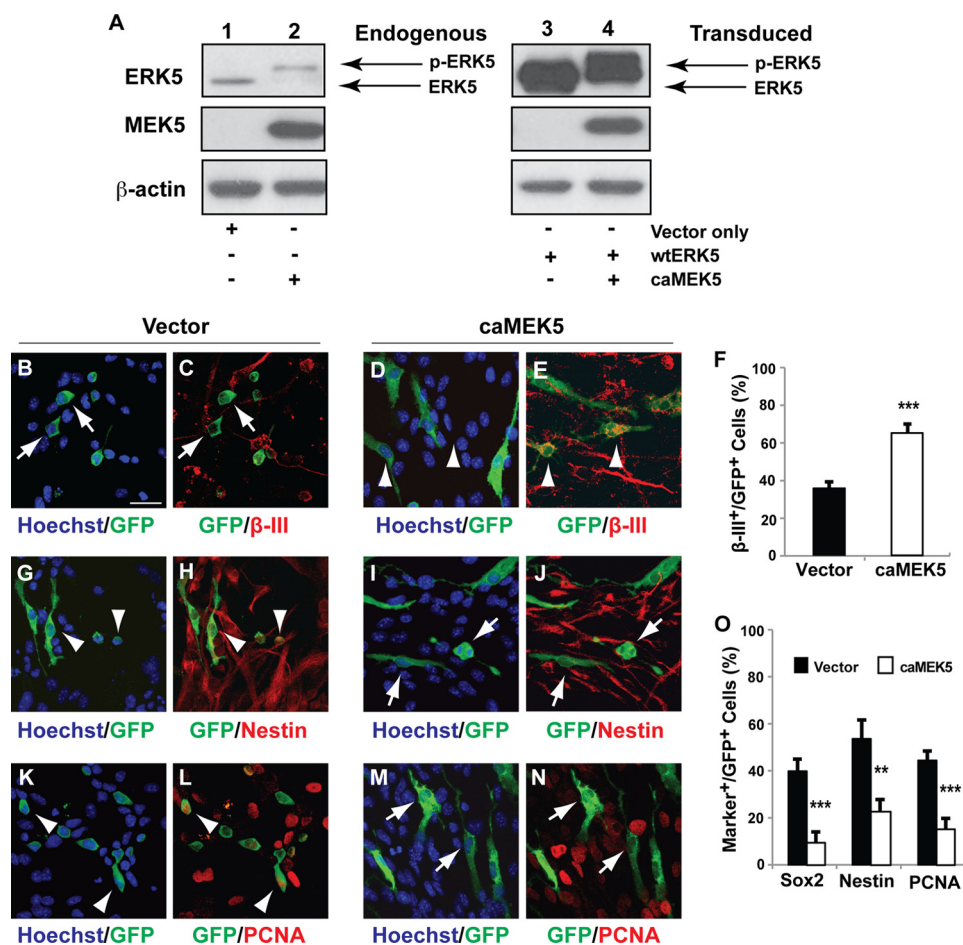 A
1 2 Endogenous 3 4 Transduced
ERK5
p-ERK5
ERK5
p-ERK5
ERK5
MEK5
β-actin
+ - - - Vector only
- - + + wtERK5
- + - + caMEK5
Vector
caMEK5
B C D E
Hoechst/GFP GFP/β-III Hoechst/GFP GFP/β-III
F
β-III+/GFP+ Cells (%)
100
80
60
40
20
0
***
Vector caMEK5
G H I J
Hoechst/GFP GFP/Nestin Hoechst/GFP GFP/Nestin
K L M N
Hoechst/GFP GFP/PCNA Hoechst/GFP GFP/PCNA
O
Marker+/GFP+ Cells (%)
100
80
60
40
20
0
Vector caMEK5
*** ** ***
Sox2 Nestin PCNA